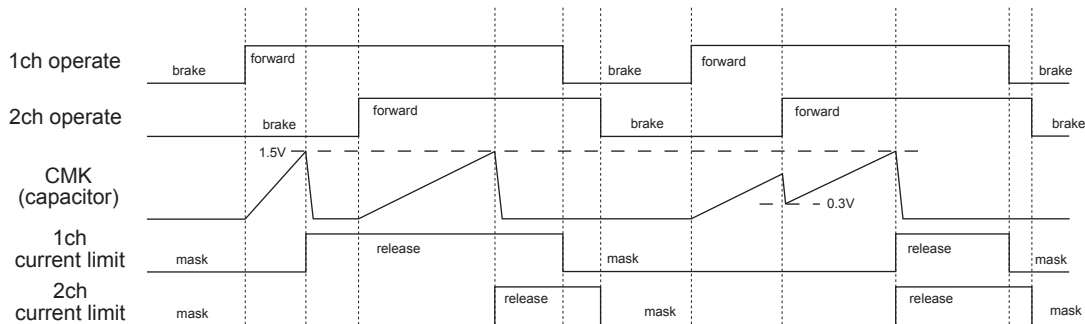 1ch operate
brake
forward
brake
forward
brake
2ch operate
brake
forward
brake
forward
brake
CMK
(capacitor)
1.5V
0.3V
1ch
current limit
mask
release
mask
release
mask
2ch
current limit
mask
release
mask
release
mask